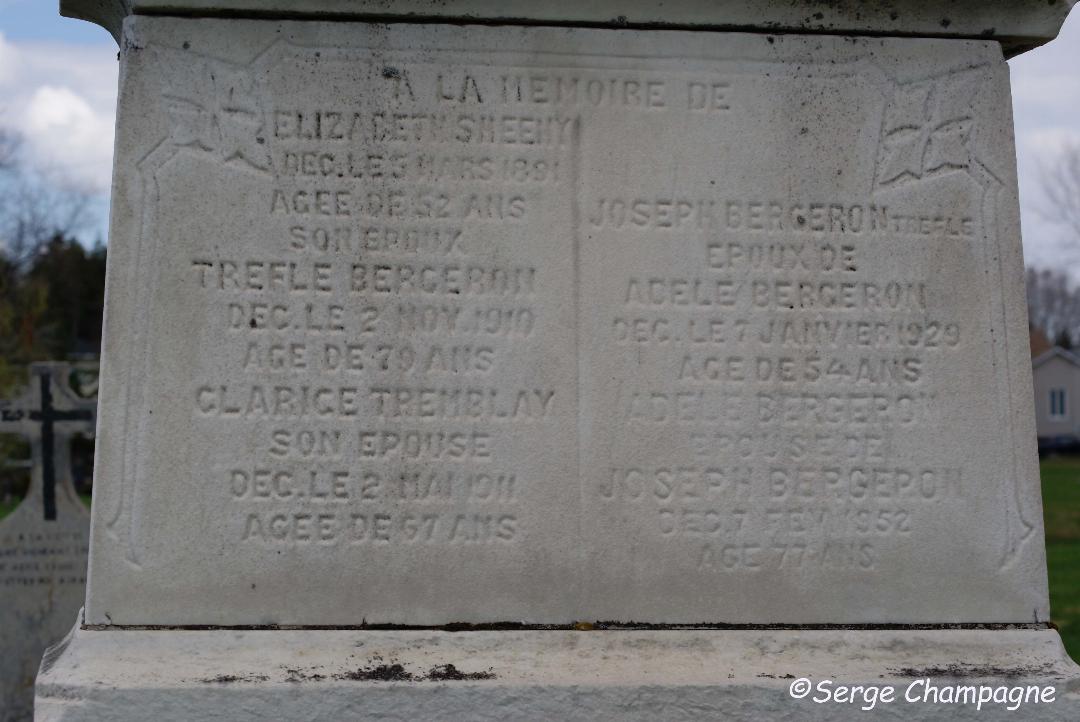 A LA MEMOIRE DE
ELIZABETH SHEEHY
DEC. LE 3 MARS 1891
AGEE DE 52 ANS
SON EPOUX
TREFLE BERGERON
DEC. LE 2 NOV 1910
AGE DE 79 ANS
CLARICE TREMBLAY
SON EPOUSE
DEC. LE 2 MAI 1911
AGEE DE 67 ANS
JOSEPH BERGERON TREFLE
EPOUX DE
ADELE BERGERON
DEC. LE 7 JANVIER 1929
AGE DE 54 ANS
ADELE BERGERON
EPOUSE DE
JOSEPH BERGERON
DEC. 7 FEV 1952
AGE 77 ANS
A LA
©Serge Champagne